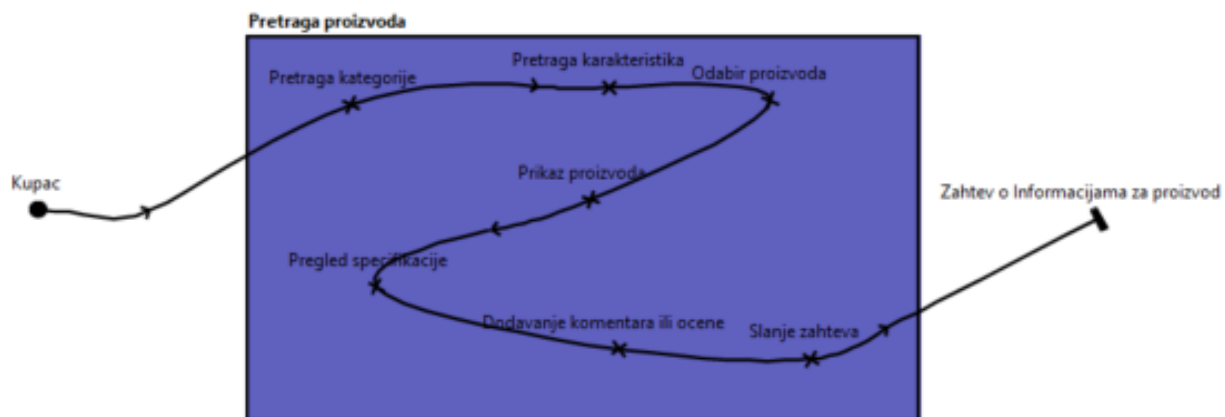 Pretraga proizvoda
Pretraga karakteristika
Pretraga kategorije
Odabir proizvoda
Prikaz proizvoda
Kupac
Zahtev o Informacijama za proizvod
Pregled specifikacije
Dodavanje komentara ili ocene
Slanje zahteva